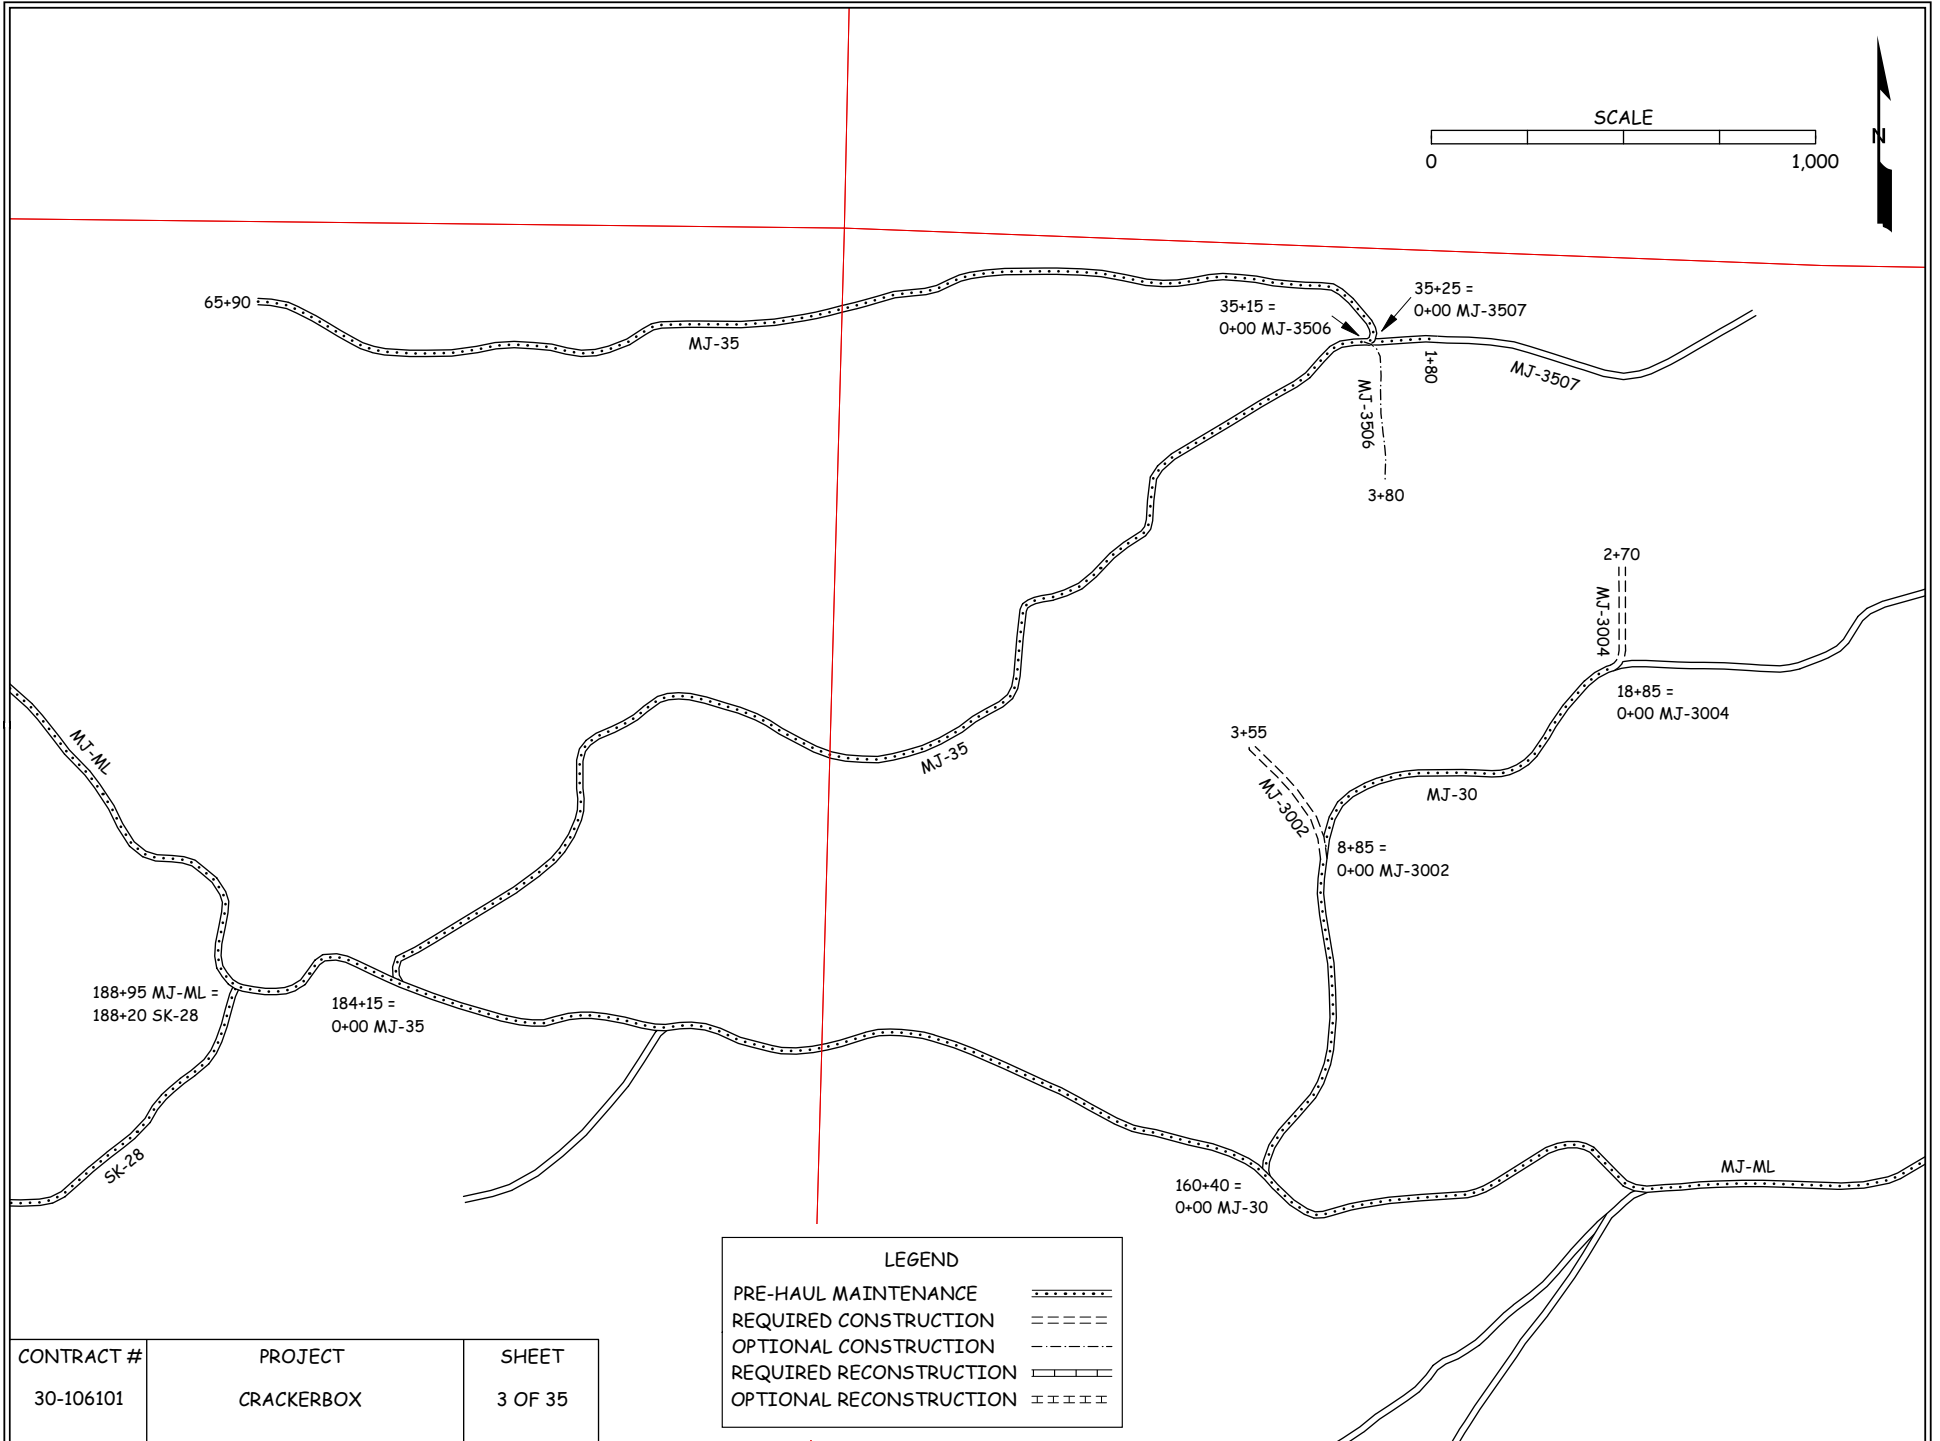 SCALE
0 1,000
N
65+90
MJ-35
35+15 =
0+00 MJ-3506
35+25 =
0+00 MJ-3507
1+80
MJ-3507
MJ-3506
3+80
2+70
MJ-3004
18+85 =
0+00 MJ-3004
3+55
MJ-3002
MJ-30
8+85 =
0+00 MJ-3002
MJ-ML
MJ-35
188+95 MJ-ML =
188+20 SK-28
184+15 =
0+00 MJ-35
SK-28
160+40 =
0+00 MJ-30
MJ-ML
LEGEND
PRE-HAUL MAINTENANCE
REQUIRED CONSTRUCTION
OPTIONAL CONSTRUCTION
REQUIRED RECONSTRUCTION
OPTIONAL RECONSTRUCTION
CONTRACT # PROJECT SHEET
30-106101 CRACKERBOX 3 OF 35